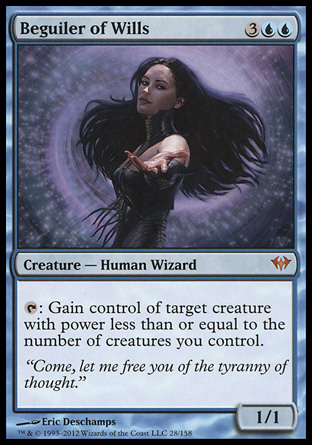 Beguiler of Wills 3
Creature — Human Wizard
: Gain control of target creature
with power less than or equal to the
number of creatures you control.
“Come, let me free you of the tyranny of
thought.”
Eric Deschamps
™ & © 1993–2012 Wizards of the Coast LLC 28/158
1/1